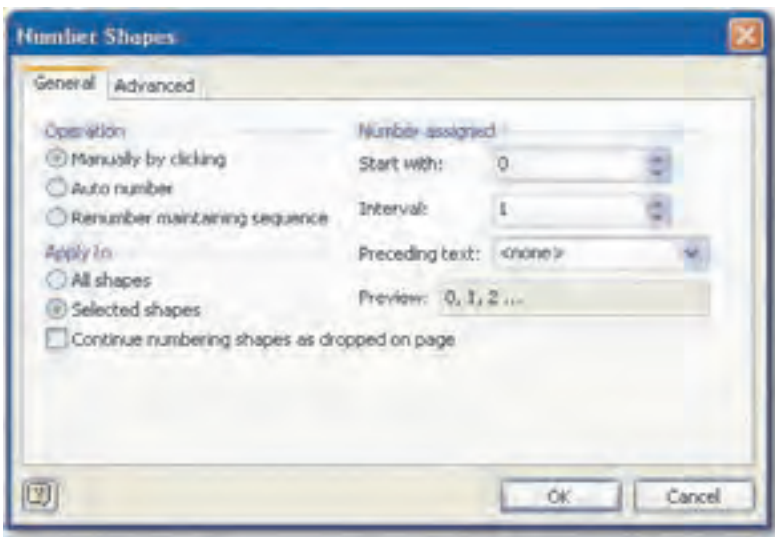 Number Shapes
General Advanced
Operation
Manually by clicking
Auto number
Renumber maintaining sequence
Apply to
All shapes
Selected shapes
Continue numbering shapes as dropped on page
Number assigned
Start with: 0
Interval: 1
Preceding text: <none>
Preview: 0, 1, 2 ...
?
OK Cancel